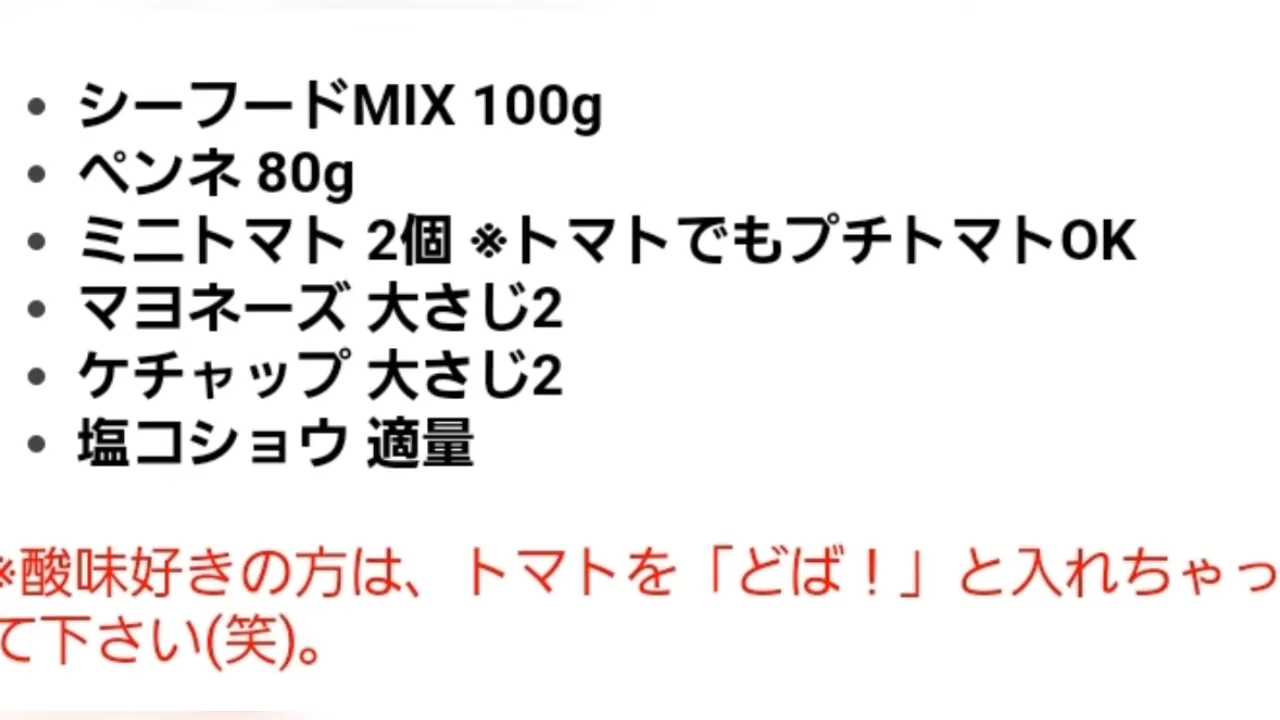 • シーフードMIX 100g
• ペンネ 80g
• ミニトマト 2個 ※トマトでもプチトマトOK
• マヨネーズ 大さじ2
• ケチャップ 大さじ2
• 塩コショウ 適量
※酸味好きの方は、トマトを「どば！」と入れちゃっ
て下さい(笑)。